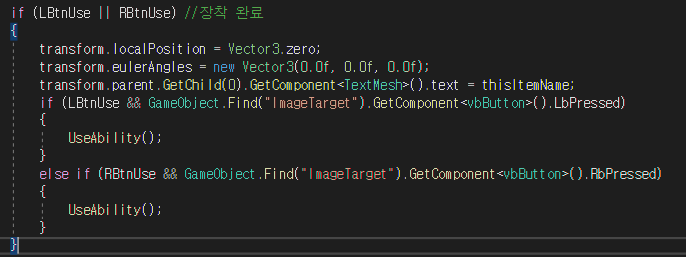 if (LBtnUse || RBtnUse) //장착 완료
{
transform.localPosition = Vector3.zero;
transform.eulerAngles = new Vector3(0.0f, 0.0f, 0.0f);
transform.parent.GetChild(0).GetComponent<TextMesh>().text = thisItemName;
if (LBtnUse && GameObject.Find("ImageTarget").GetComponent<vbButton>().LbPressed)
{
UseAbility();
}
else if (RBtnUse && GameObject.Find("ImageTarget").GetComponent<vbButton>().RbPressed)
{
UseAbility();
}
}